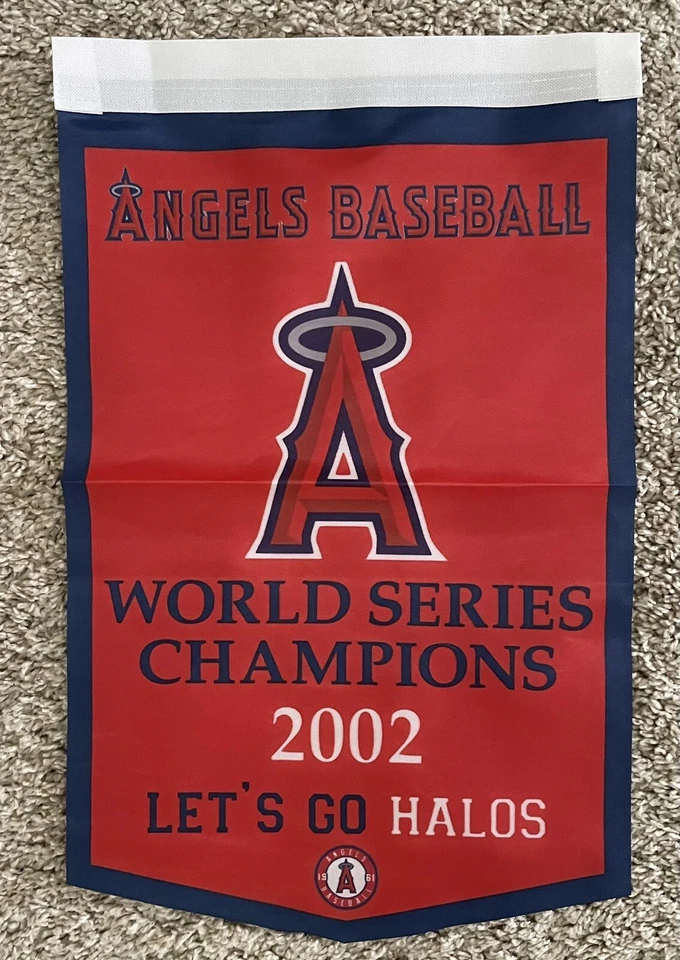 ANGELS BASEBALL
A
WORLD SERIES
CHAMPIONS
2002
LET'S GO HALOS
ANGELS
19 A 61
BASEBALL